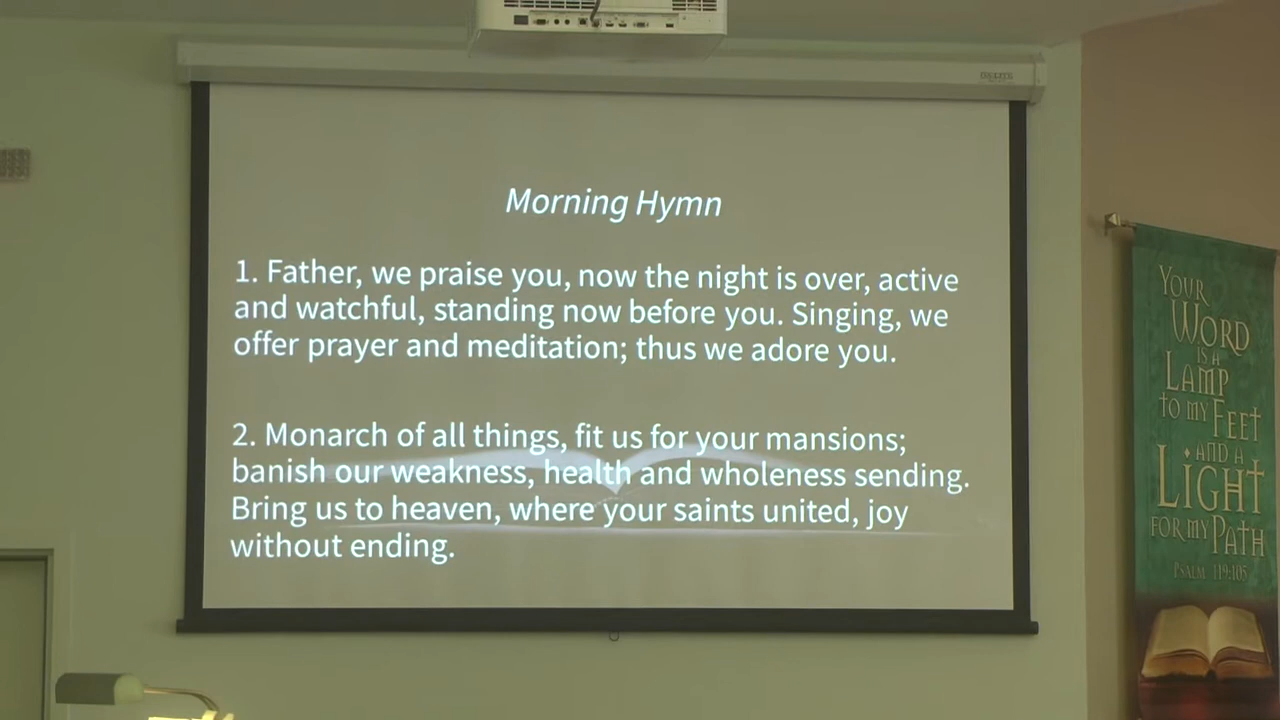 Morning Hymn
1. Father, we praise you, now the night is over, active
and watchful, standing now before you. Singing, we
offer prayer and meditation; thus we adore you.
2. Monarch of all things, fit us for your mansions;
banish our weakness, health and wholeness sending.
Bring us to heaven, where your saints united, joy
without ending.
YOUR
WORD
IS A
LAMP
TO MY FEET
AND A
LIGHT
FOR MY PATH
PSALM 119:105